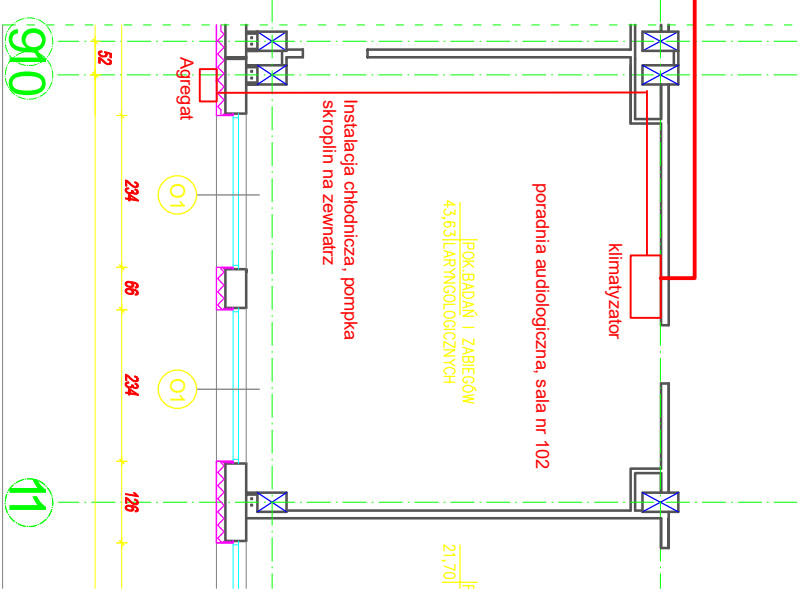 klimatyzator
poradnia audiologiczna, sala nr 102
POK.BADAŃ I ZABIEGÓW
43,63 LARYNGOLOGICZNYCH
21,70
Instalacja chłodnicza, pompka
skroplin na zewnatrz
Agregat
O1
O1
52
234
66
234
126
9
10
11